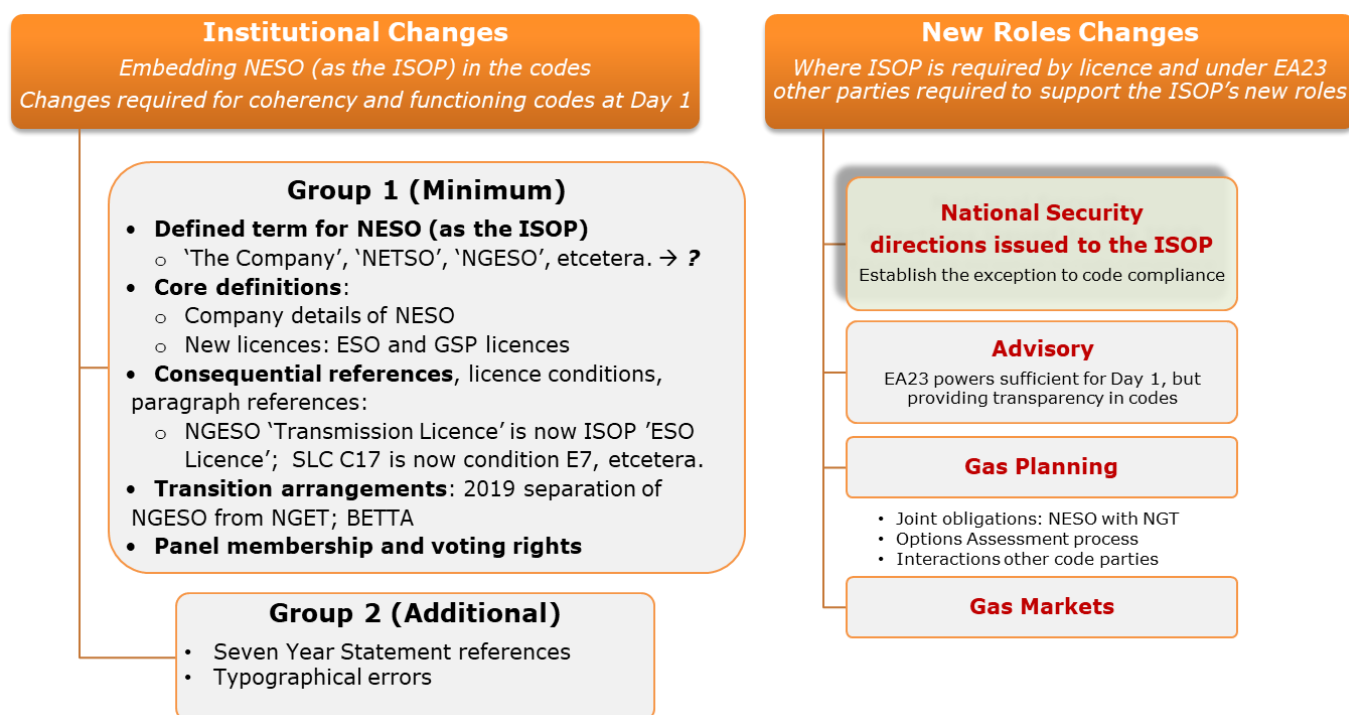 Institutional Changes
Embedding NESO (as the ISOP) in the codes
Changes required for coherency and functioning codes at Day 1
Group 1 (Minimum)
• Defined term for NESO (as the ISOP)
o ‘The Company’, ‘NETSO’, ‘NGESO’, etcetera. → ?
• Core definitions:
o Company details of NESO
o New licences: ESO and GSP licences
• Consequential references, licence conditions,
paragraph references:
o NGESO ‘Transmission Licence’ is now ISOP ’ESO
Licence’; SLC C17 is now condition E7, etcetera.
• Transition arrangements: 2019 separation of
NGESO from NGET; BETTA
• Panel membership and voting rights
Group 2 (Additional)
• Seven Year Statement references
• Typographical errors
New Roles Changes
Where ISOP is required by licence and under EA23
other parties required to support the ISOP’s new roles
National Security
directions issued to the ISOP
Establish the exception to code compliance
Advisory
EA23 powers sufficient for Day 1, but
providing transparency in codes
Gas Planning
• Joint obligations: NESO with NGT
• Options Assessment process
• Interactions other code parties
Gas Markets